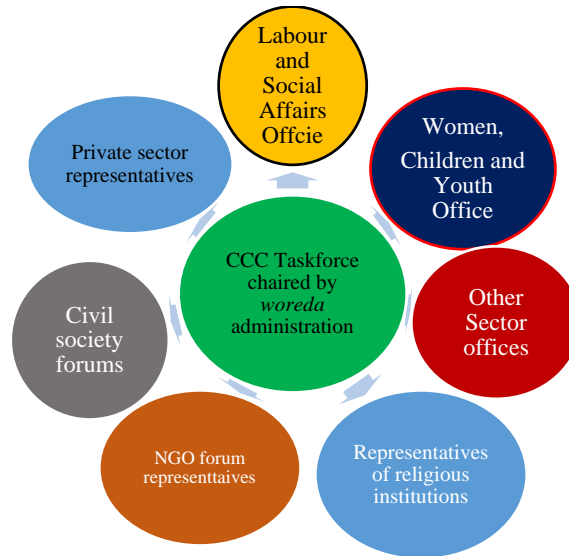 Labour
and
Social
Affairs
Offcie
Women,
Children and
Youth
Office
Private sector
representatives
CCC Taskforce
chaired by
woreda
administration
Other
Sector
offices
Civil
society
forums
NGO forum
representtaives
Representatives
of religious
institutions